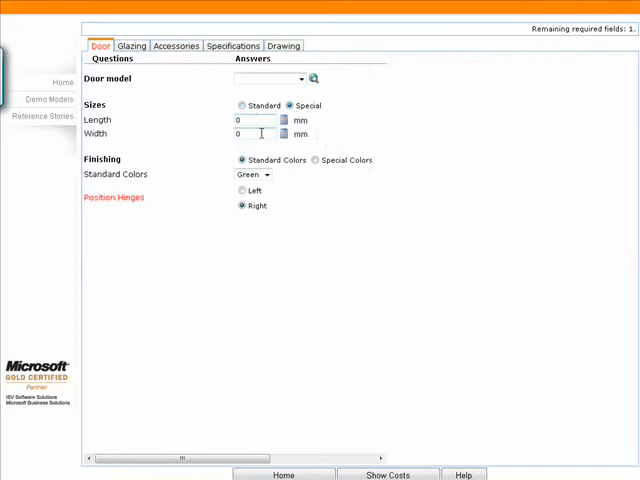 Remaining required fields: 1.
Door Glazing Accessories Specifications Drawing
Questions Answers
Home
Door model
Demo Models
Sizes Standard Special
Reference Stories
Length 0 mm
Width 0 mm
Finishing Standard Colors Special Colors
Standard Colors Green
Left
Position Hinges
Right
Microsoft
GOLD CERTIFIED
Partner
ISV Software Solutions
Microsoft Business Solutions
Home Show Costs Help